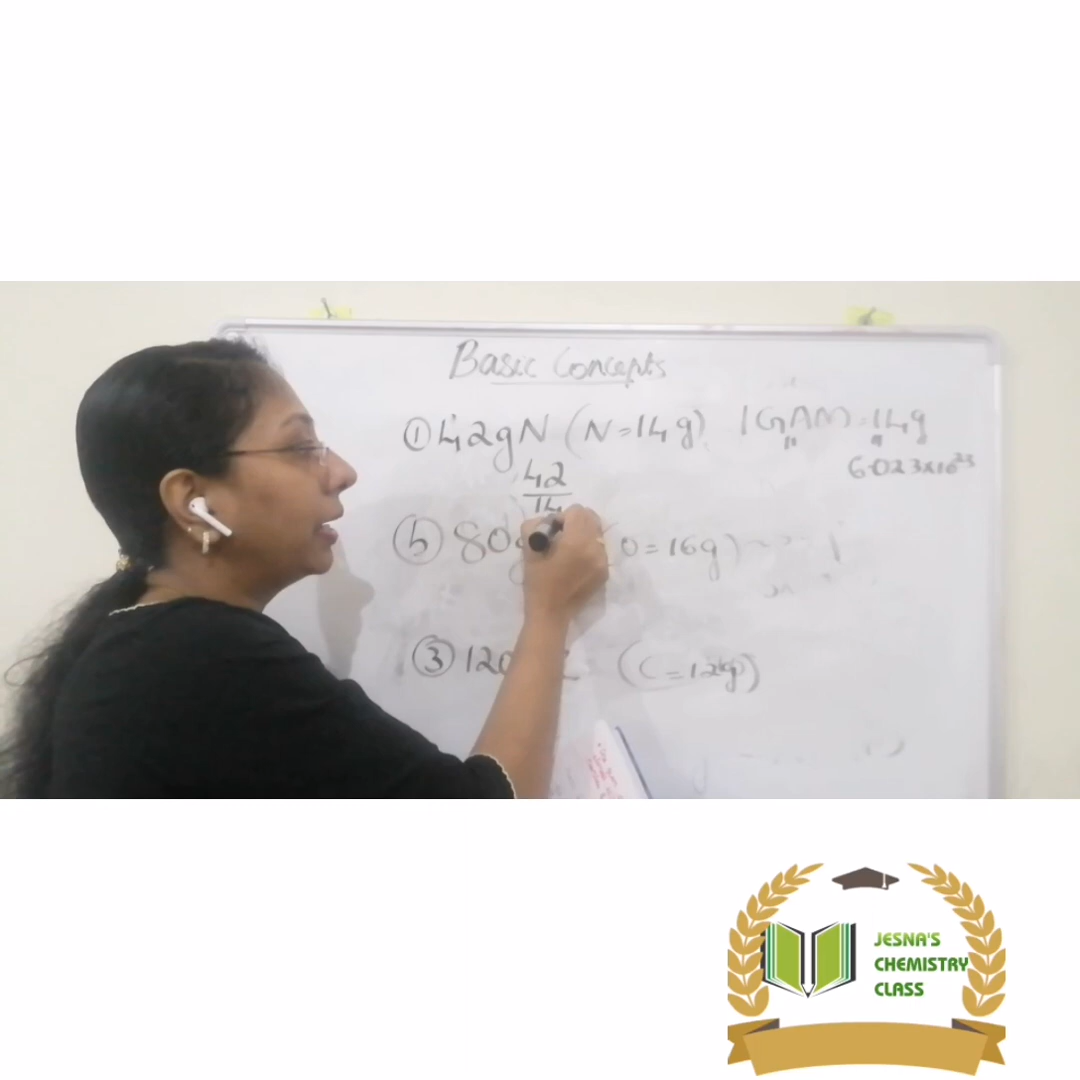 Basic Concepts
① 42gN (N=14g) 1GAM=14g
6.023x10²³
42
14
(b) 80g (O=16g)
③ 120 (C=12g)
JESNA'S
CHEMISTRY
CLASS